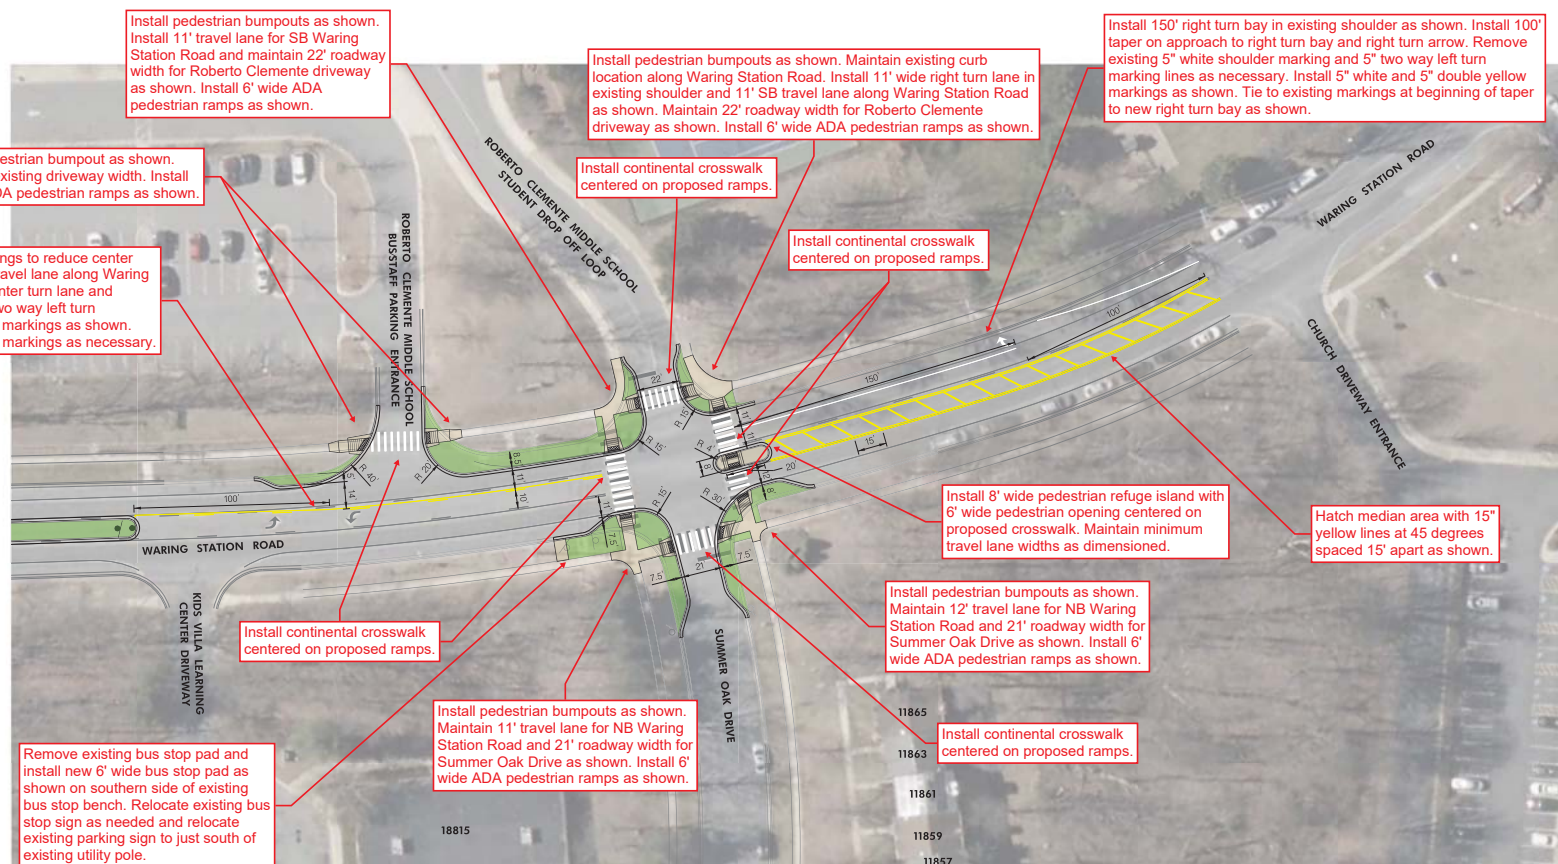 Install pedestrian bumpouts as shown.
Install 11' travel lane for SB Waring
Station Road and maintain 22' roadway
width for Roberto Clemente driveway
as shown. Install 6' wide ADA
pedestrian ramps as shown.
Install pedestrian bumpouts as shown. Maintain existing curb
location along Waring Station Road. Install 11' wide right turn lane in
existing shoulder and 11' SB travel lane along Waring Station Road
as shown. Maintain 22' roadway width for Roberto Clemente
driveway as shown. Install 6' wide ADA pedestrian ramps as shown.
Install 150' right turn bay in existing shoulder as shown. Install 100'
taper on approach to right turn bay and right turn arrow. Remove
existing 5" white shoulder marking and 5" two way left turn
marking lines as necessary. Install 5" white and 5" double yellow
markings as shown. Tie to existing markings at beginning of taper
to new right turn bay as shown.
estrian bumpout as shown.
xisting driveway width. Install
DA pedestrian ramps as shown.
Install continental crosswalk
centered on proposed ramps.
Install continental crosswalk
centered on proposed ramps.
ngs to reduce center
ravel lane along Waring
nter turn lane and
wo way left turn
markings as shown.
markings as necessary.
ROBERTO CLEMENTE MIDDLE SCHOOL
BUSSTAFF PARKING ENTRANCE
ROBERTO CLEMENTE MIDDLE SCHOOL
STUDENT DROP OFF LOOP
WARING STATION ROAD
CHURCH DRIVEWAY ENTRANCE
100'
150'
22'
R 15'
11'
11'
R 4'
8'
20'
12'
8'
15'
R 15'
R 40'
R 20'
5'
14'
8.5'
11'
10'
100'
11'
7.5'
R 15'
R 30'
7.5'
21'
7.5'
WARING STATION ROAD
KIDS VILLA LEARNING
CENTER DRIVEWAY
SUMMER OAK DRIVE
Install 8' wide pedestrian refuge island with
6' wide pedestrian opening centered on
proposed crosswalk. Maintain minimum
travel lane widths as dimensioned.
Hatch median area with 15"
yellow lines at 45 degrees
spaced 15' apart as shown.
Install pedestrian bumpouts as shown.
Maintain 12' travel lane for NB Waring
Station Road and 21' roadway width for
Summer Oak Drive as shown. Install 6'
wide ADA pedestrian ramps as shown.
Install continental crosswalk
centered on proposed ramps.
Install pedestrian bumpouts as shown.
Maintain 11' travel lane for NB Waring
Station Road and 21' roadway width for
Summer Oak Drive as shown. Install 6'
wide ADA pedestrian ramps as shown.
Install continental crosswalk
centered on proposed ramps.
Remove existing bus stop pad and
install new 6' wide bus stop pad as
shown on southern side of existing
bus stop bench. Relocate existing bus
stop sign as needed and relocate
existing parking sign to just south of
existing utility pole.
18815
11865
11863
11861
11859
11857